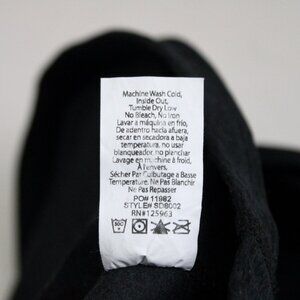 Machine Wash Cold,
Inside Out,
Tumble Dry Low
No Bleach, No Iron
Lavar a máquina en frio,
De adentro hacia afuera,
secar en secadora a baja
temperatura, no usar
blanqueador, no planchar
Lavage en machine à froid,
À l'envers
Sécher Par Culbutage a Basse
Temperature. Ne Pas Blanchir
Ne Pas Repasser
PO# 11982
STYLE# SD8002
RN#125963